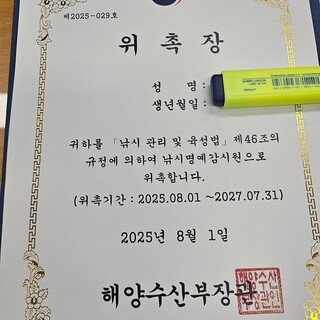 제2025-029호
위 촉 장
성 명 :
생년월일 :
귀하를 「낚시 관리 및 육성법」 제46조의
규정에 의하여 낚시명예감시원으로
위촉합니다.
(위촉기간 : 2025.08.01 ~2027.07.31)
2025년 8월 1일
해양수산부장관